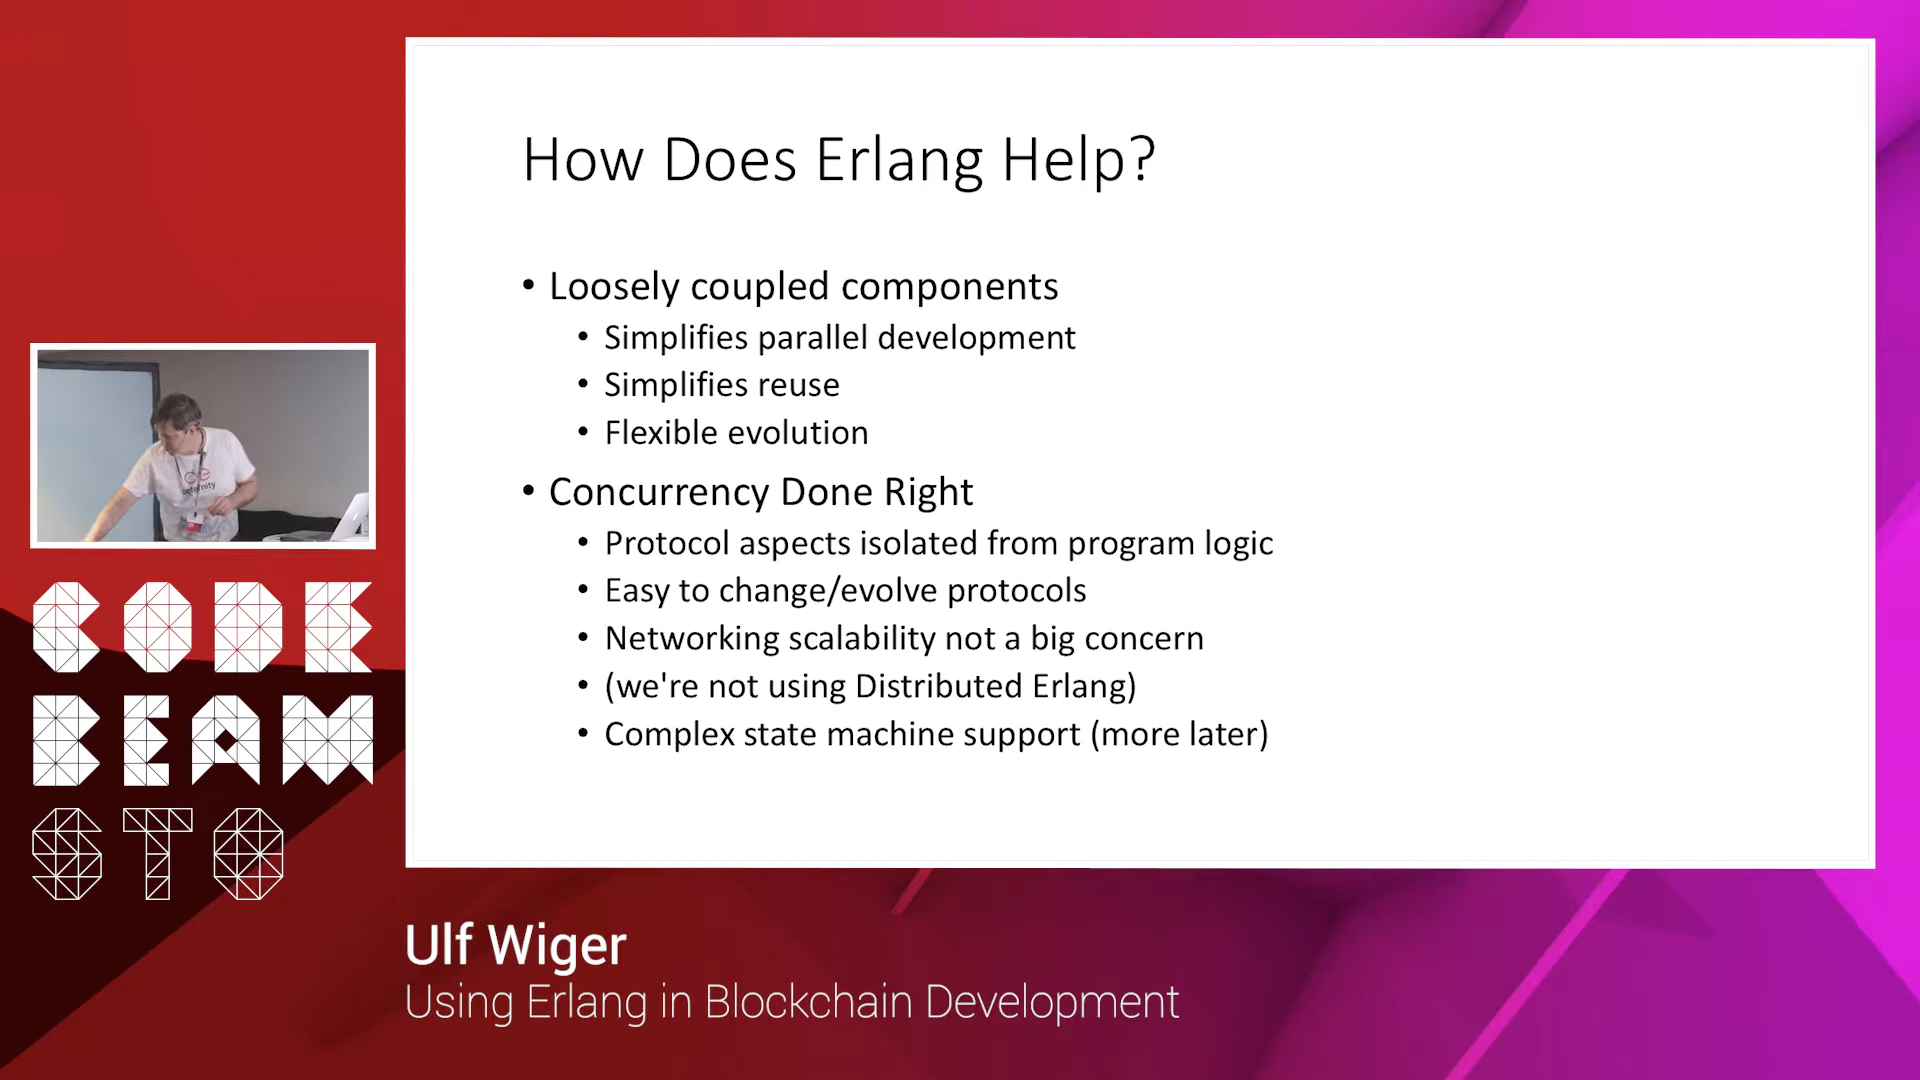 How Does Erlang Help?
• Loosely coupled components
• Simplifies parallel development
• Simplifies reuse
• Flexible evolution
• Concurrency Done Right
• Protocol aspects isolated from program logic
• Easy to change/evolve protocols
• Networking scalability not a big concern
• (we're not using Distributed Erlang)
• Complex state machine support (more later)
CODE
BEAM
STO
Ulf Wiger
Using Erlang in Blockchain Development